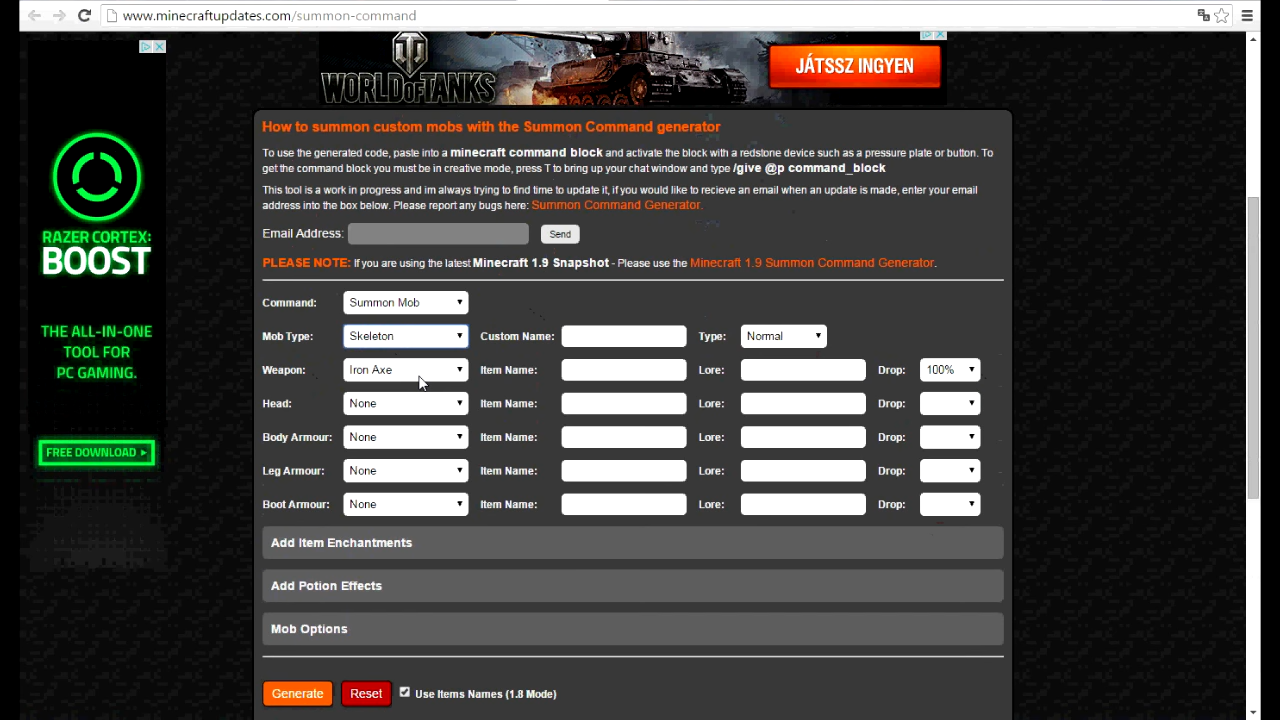 www.minecraftupdates.com/summon-command
WORLD OF TANKS
JÁTSSZ INGYEN
RAZER CORTEX:
BOOST
THE ALL-IN-ONE
TOOL FOR
PC GAMING.
FREE DOWNLOAD ►
How to summon custom mobs with the Summon Command generator
To use the generated code, paste into a minecraft command block and activate the block with a redstone device such as a pressure plate or button. To
get the command block you must be in creative mode, press T to bring up your chat window and type /give @p command_block
This tool is a work in progress and im always trying to find time to update it, if you would like to recieve an email when an update is made, enter your email
address into the box below. Please report any bugs here: Summon Command Generator.
Email Address: Send
PLEASE NOTE: If you are using the latest Minecraft 1.9 Snapshot - Please use the Minecraft 1.9 Summon Command Generator.
Command: Summon Mob
Mob Type: Skeleton Custom Name: Type: Normal
Weapon: Iron Axe Item Name: Lore: Drop: 100%
Head: None Item Name: Lore: Drop:
Body Armour: None Item Name: Lore: Drop:
Leg Armour: None Item Name: Lore: Drop:
Boot Armour: None Item Name: Lore: Drop:
Add Item Enchantments
Add Potion Effects
Mob Options
Generate Reset Use Items Names (1.8 Mode)